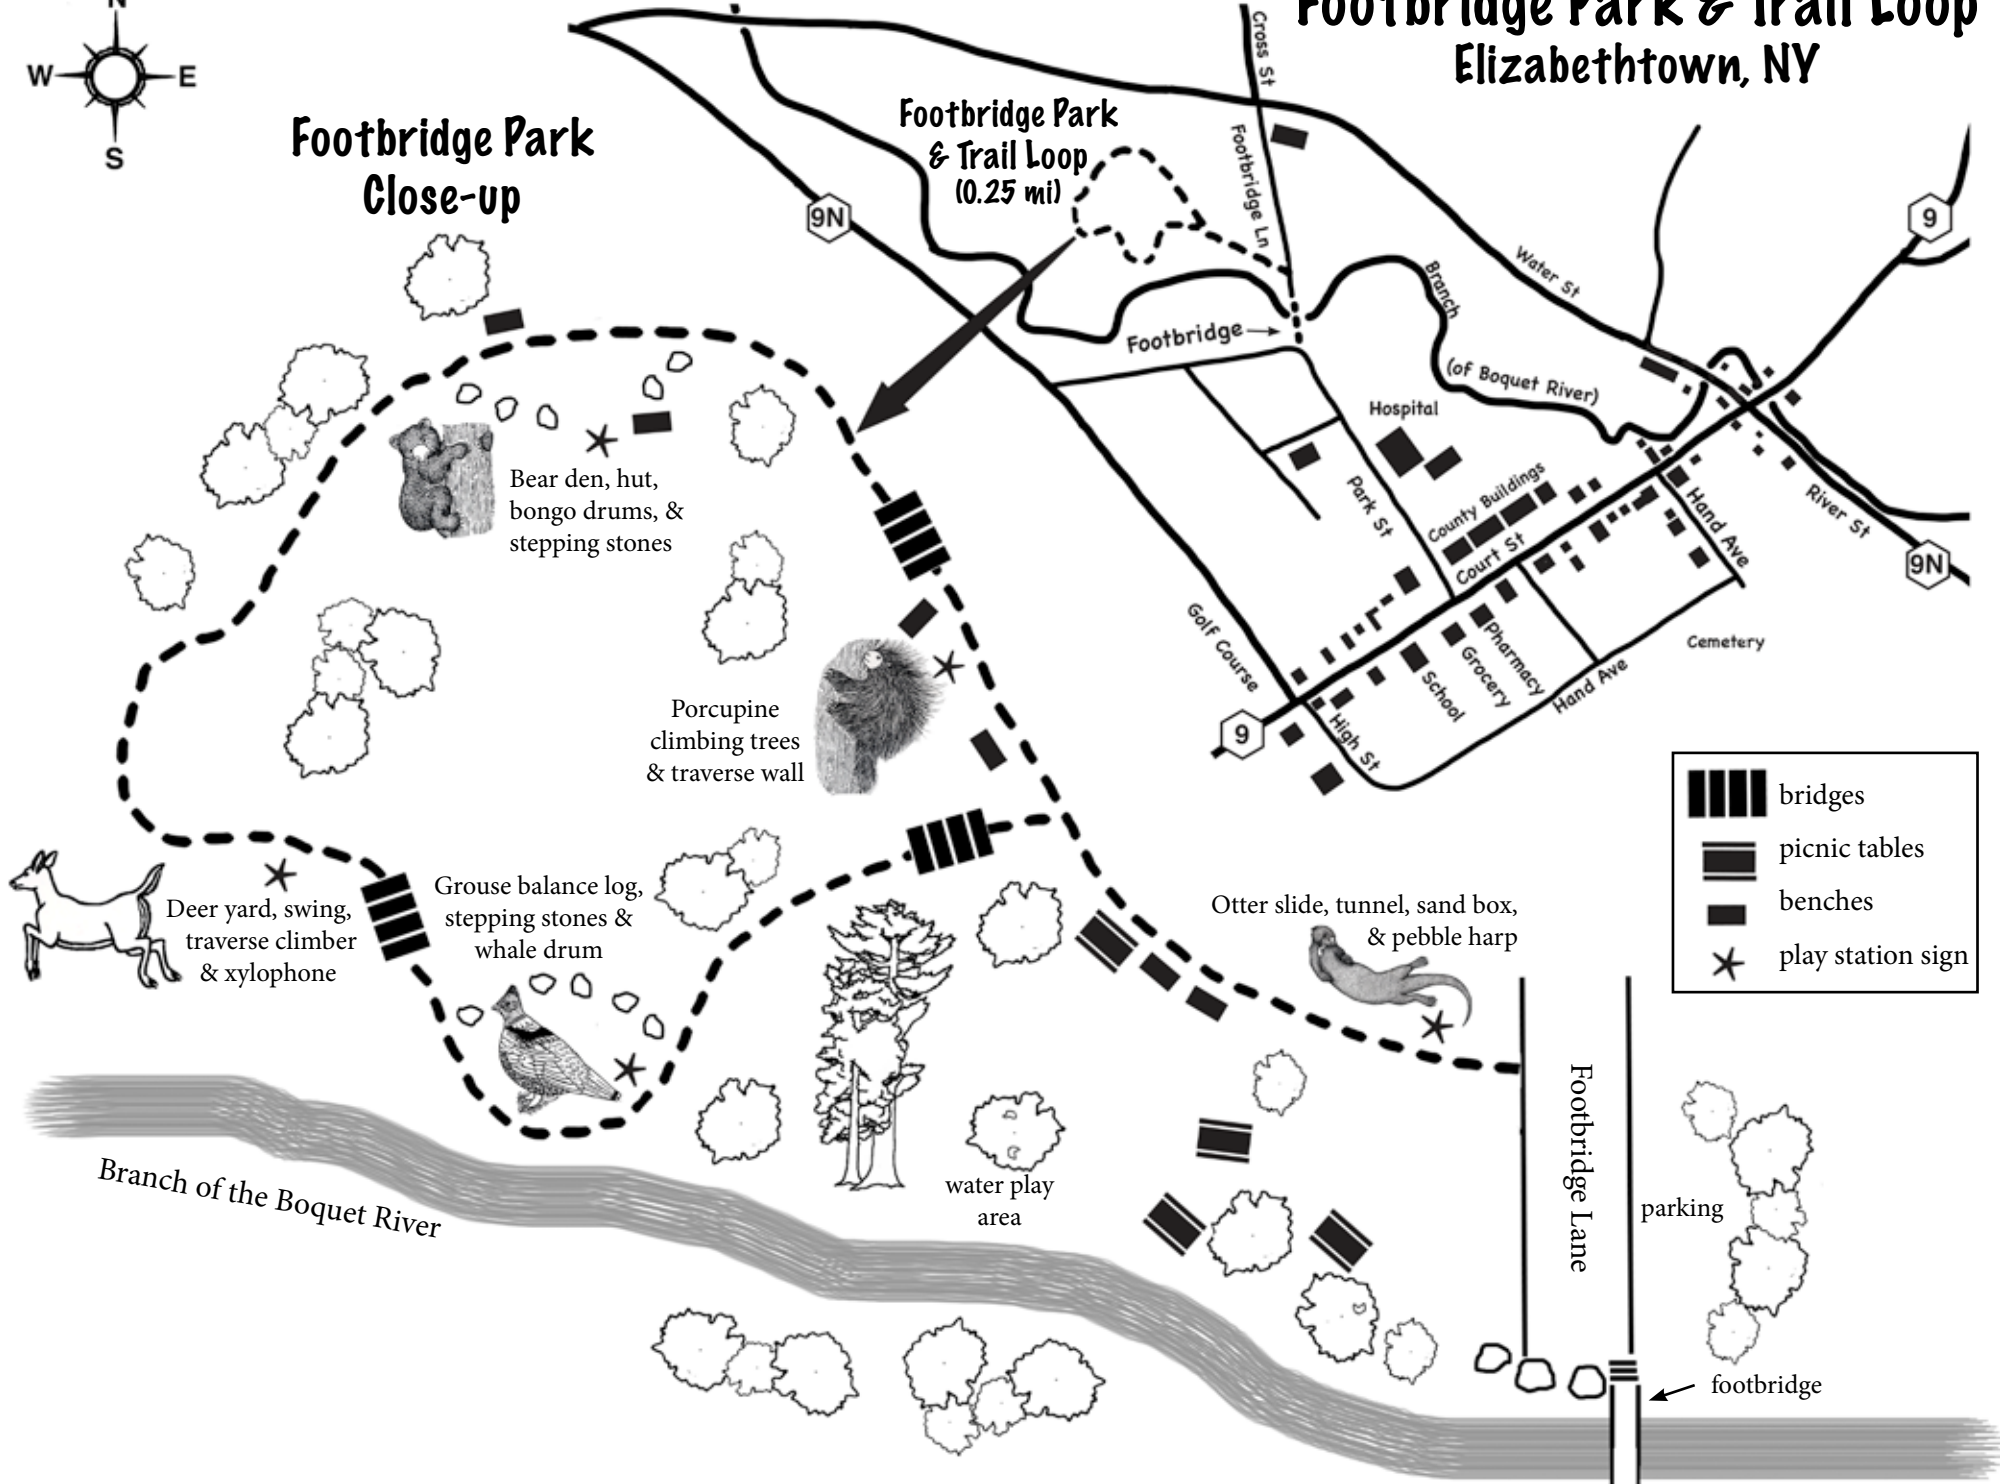 Footbridge Park & Trail Loop
Elizabethtown, NY
N
W
E
S
Footbridge Park
Close-up
Footbridge Park
& Trail Loop
(0.25 mi)
Cross St
Footbridge Ln
9N
9
Water St
Branch
(of Boquet River)
Footbridge
Hospital
Park St
County Buildings
Court St
Hand Ave
River St
9N
Golf Course
Cemetery
Pharmacy
Grocery
School
Hand Ave
High St
9
Bear den, hut,
bongo drums, &
stepping stones
Porcupine
climbing trees
& traverse wall
bridges
picnic tables
benches
play station sign
Deer yard, swing,
traverse climber
& xylophone
Grouse balance log,
stepping stones &
whale drum
Otter slide, tunnel, sand box,
& pebble harp
Footbridge Lane
Branch of the Boquet River
water play
area
parking
footbridge